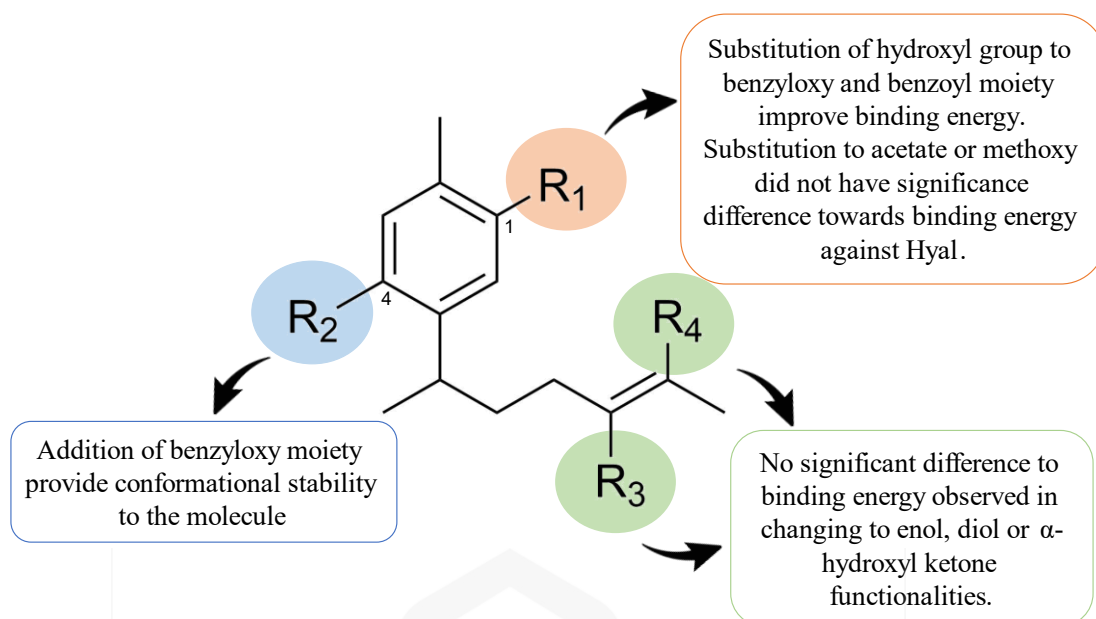 Substitution of hydroxyl group to
benzyloxy and benzoyl moiety
improve binding energy.
Substitution to acetate or methoxy
did not have significance
difference towards binding energy
against Hyal.
R1
1
4
R2
R4
R3
Addition of benzyloxy moiety
provide conformational stability
to the molecule
No significant difference to
binding energy observed in
changing to enol, diol or α-
hydroxyl ketone
functionalities.